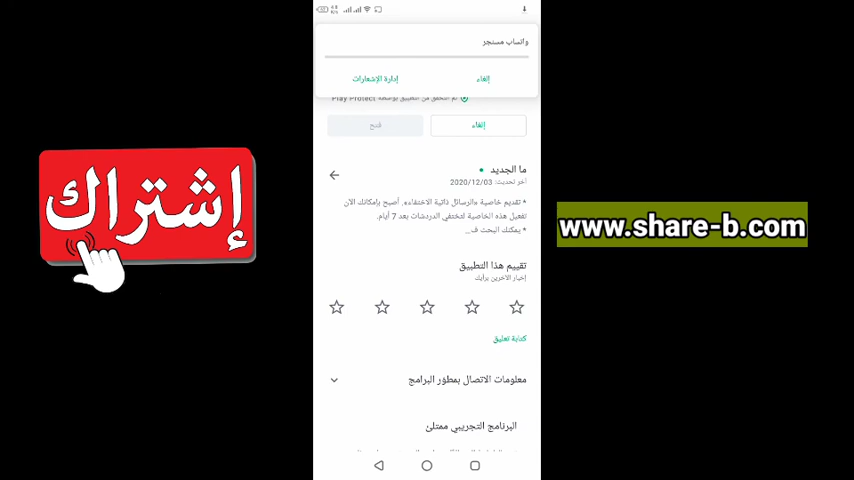 واتساب مسنجر
إلغاء
إدارة الإشعارات
تم التحقق من التطبيق بواسطة Play Protect
إلغاء
فتح
ما الجديد
آخر تحديث: 2020/12/03
* تقديم خاصية «الرسائل ذاتية الاختفاء». أصبح بإمكانك الآن
تفعيل هذه الخاصية لتختفي الدردشات بعد 7 أيام.
* يمكنك البحث ف...
تقييم هذا التطبيق
إخبار الآخرين برأيك
كتابة تعليق
معلومات الاتصال بمطوّر البرامج
البرنامج التجريبي ممتلئ
إشتراك
www.share-b.com